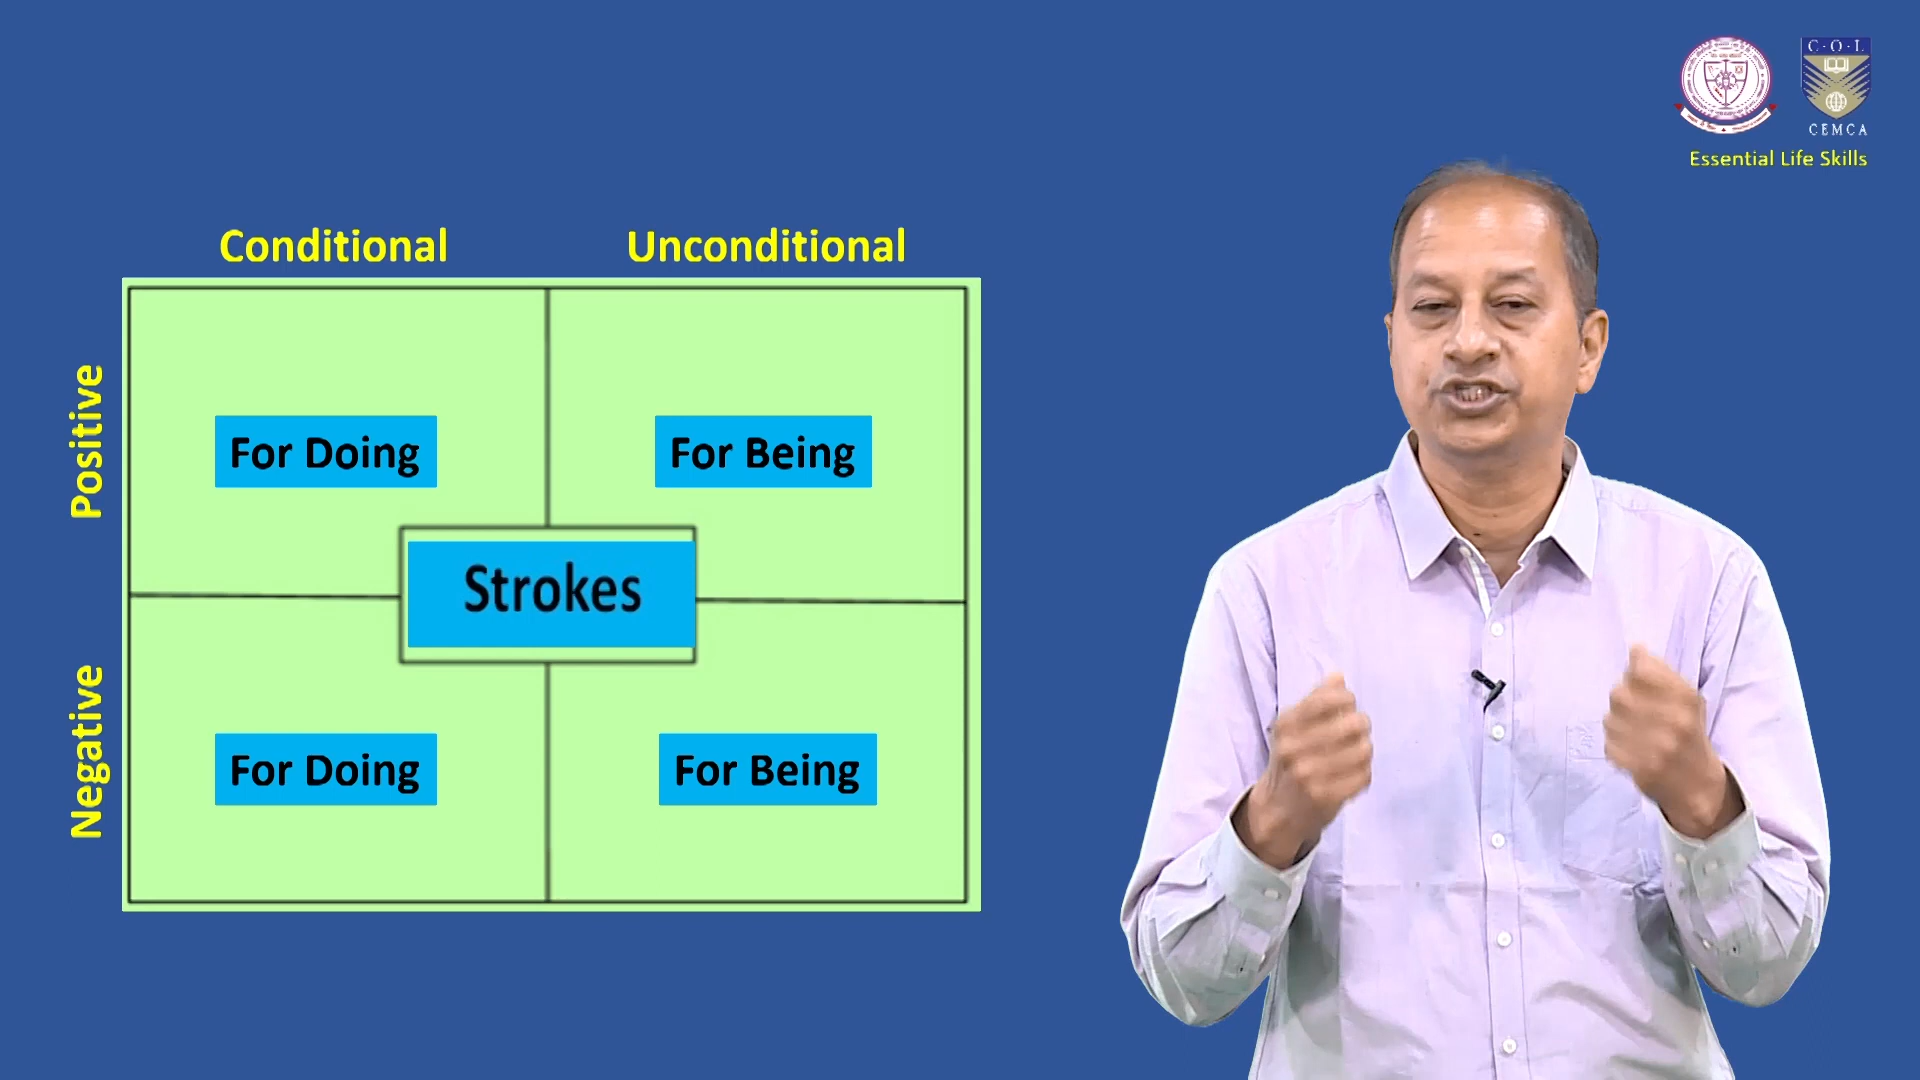 C·O·L
CEMCA
Essential Life Skills
Conditional Unconditional
Positive
For Doing For Being
Strokes
Negative
For Doing For Being